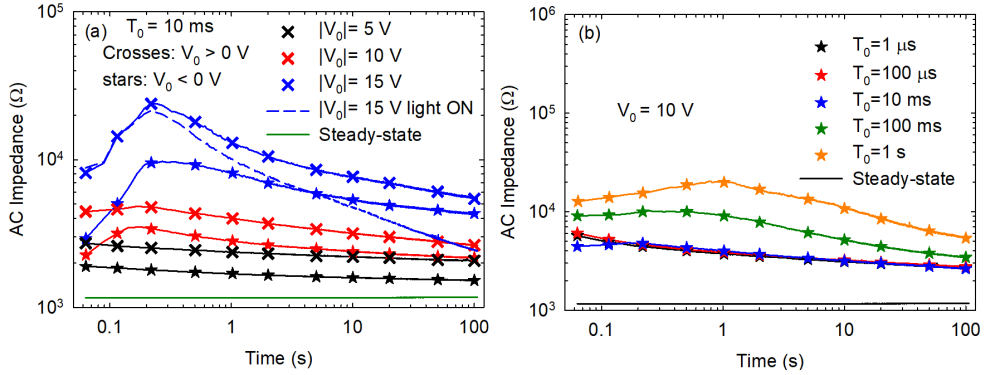 (a)
T₀ = 10 ms
Crosses: V₀ > 0 V
stars: V₀ < 0 V
|V₀|= 5 V
|V₀|= 10 V
|V₀|= 15 V
|V₀|= 15 V light ON
Steady-state
AC Impedance (Ω)
10⁵
10⁴
10³
0.1
1
10
100
Time (s)
(b)
V₀ = 10 V
T₀=1 μs
T₀=100 μs
T₀=10 ms
T₀=100 ms
T₀=1 s
Steady-state
AC Impedance (Ω)
10⁶
10⁵
10⁴
10³
0.1
1
10
100
Time (s)